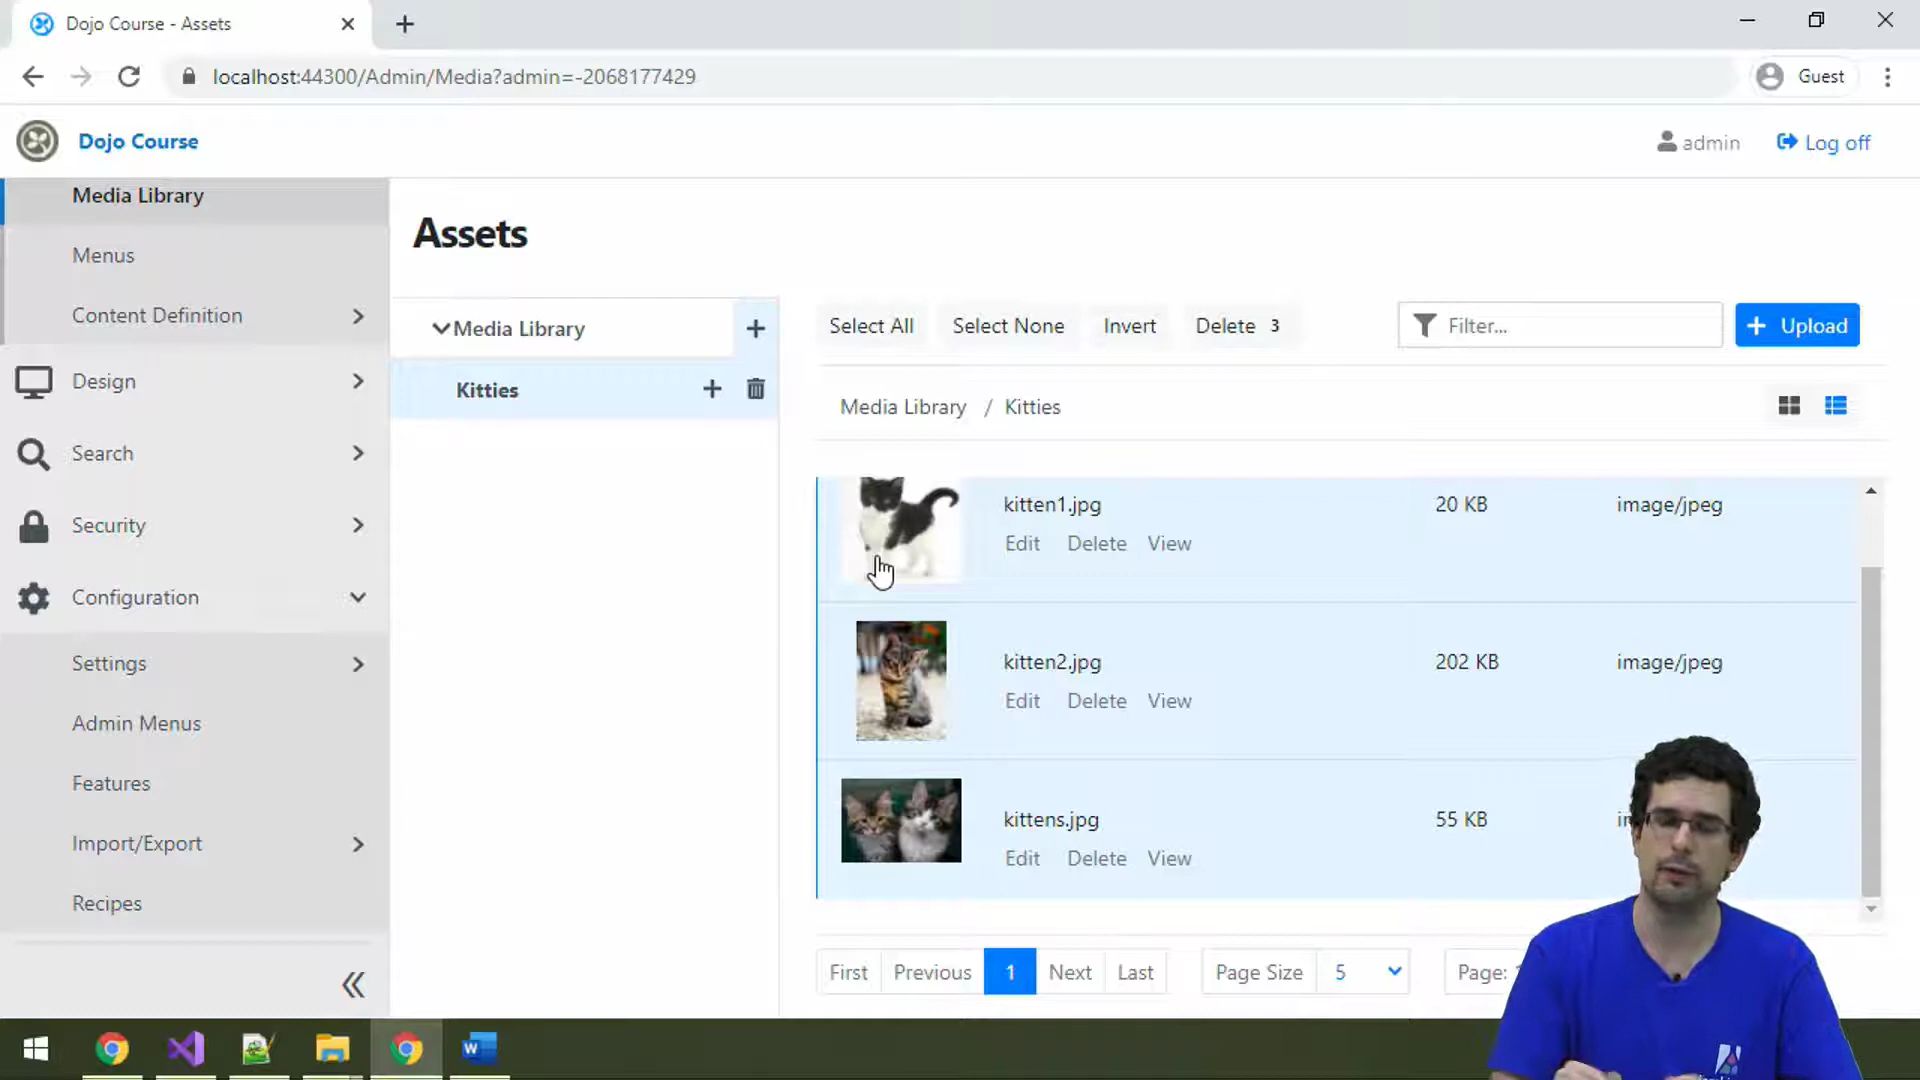 Dojo Course - Assets
localhost:44300/Admin/Media?admin=-2068177429
Guest
Dojo Course
admin
Log off
Media Library
Menus
Content Definition
Design
Search
Security
Configuration
Settings
Admin Menus
Features
Import/Export
Recipes
Assets
Media Library
Kitties
Select All
Select None
Invert
Delete 3
Filter...
Upload
Media Library / Kitties
kitten1.jpg 20 KB image/jpeg
Edit Delete View
kitten2.jpg 202 KB image/jpeg
Edit Delete View
kittens.jpg 55 KB
Edit Delete View
First Previous 1 Next Last
Page Size 5
Page: